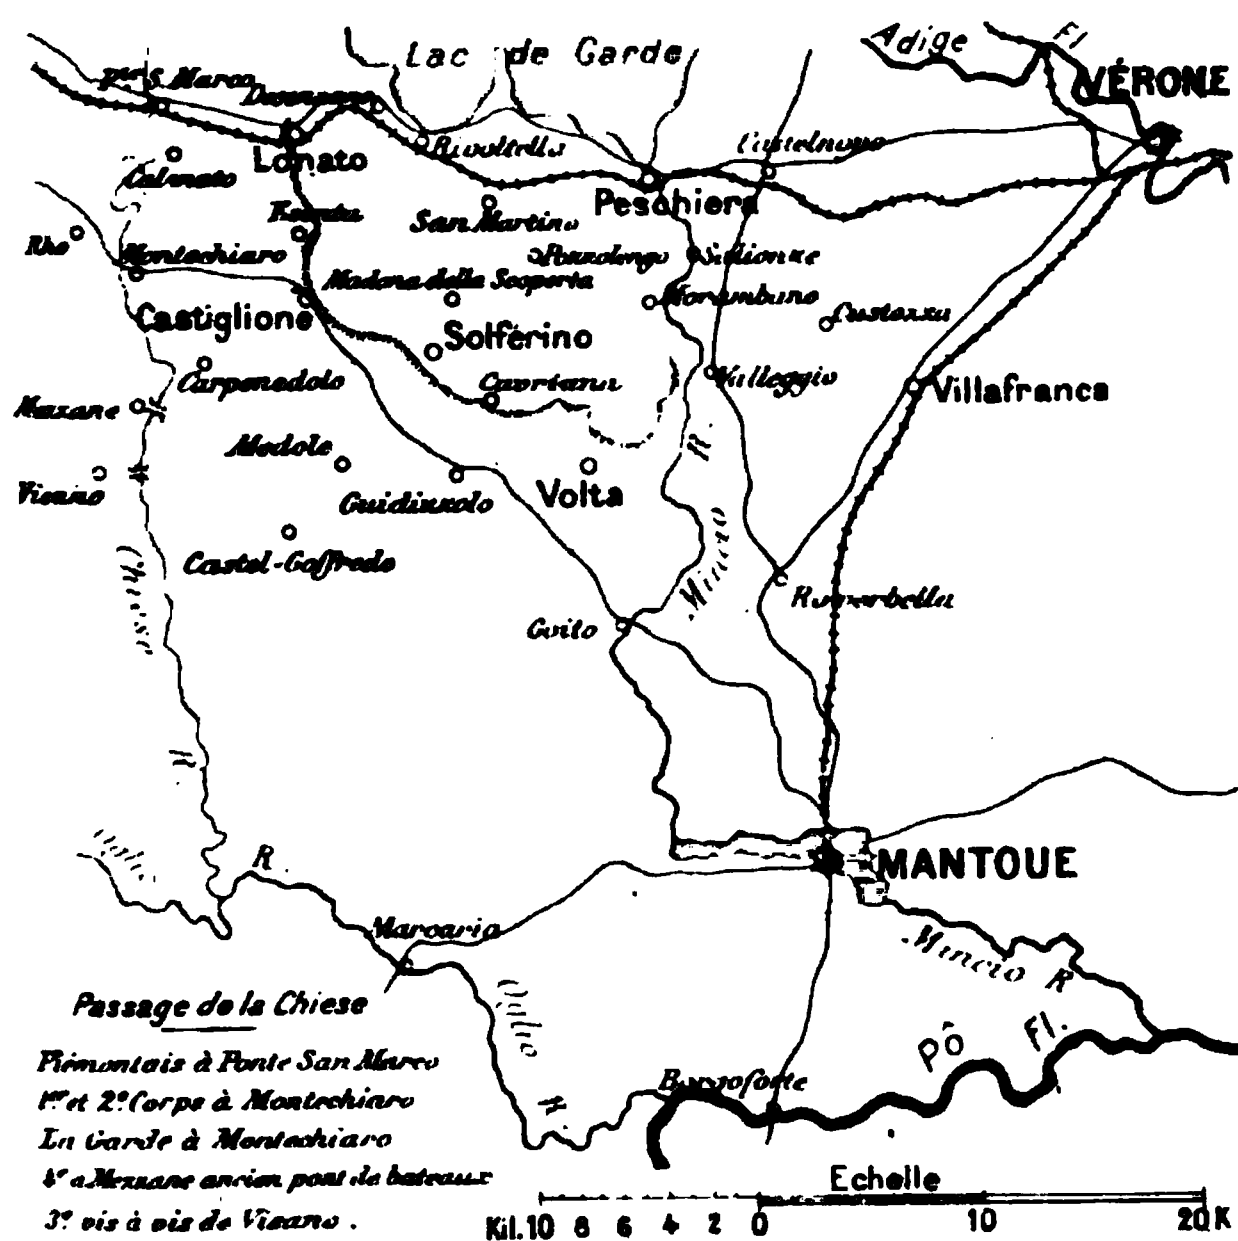 Lac de Garde
Adige Fl.
VÉRONE
S. Marco
Lonato
Rivoltella
Castelnovo
Calcinato
Peschiera
San Martino
Rho
Montechiaro
Pozzolengo
Madona della Scoperta
Castiglione
Solférino
Custozza
Carpenedolo
Cavriana
Valleggio
Villafranca
Mezane
Medole
R.
Visano
Guidizzolo
Volta
Castel-Goffredo
Mincio
Chiese
Goito
R.
MANTOUE
R.
Marcaria
Mincio R
Oglio
Passage de la Chiese
Pô Fl.
Piémontais à Ponte San Marco
1er et 2e Corps à Montechiaro
La Garde à Montechiaro
4e a Mezzane ancien pont de bateaux
3e vis à vis de Visano.
Borgoforte
R.
Echelle
Kil. 10 8 6 4 2 0 10 20 K